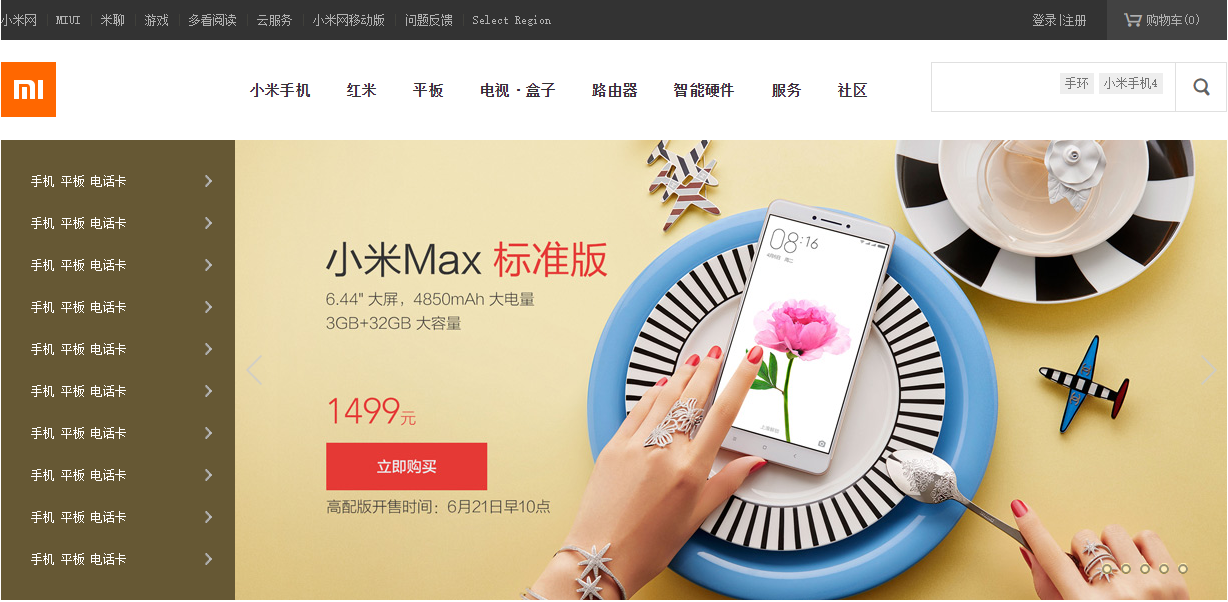 小米网 MIUI 米聊 游戏 多看阅读 云服务 小米网移动版 问题反馈 Select Region 登录|注册 购物车(0)
小米手机 红米 平板 电视·盒子 路由器 智能硬件 服务 社区 手环 小米手机4
手机 平板 电话卡
手机 平板 电话卡
手机 平板 电话卡
手机 平板 电话卡
手机 平板 电话卡
手机 平板 电话卡
手机 平板 电话卡
手机 平板 电话卡
手机 平板 电话卡
手机 平板 电话卡
小米Max 标准版
6.44" 大屏，4850mAh 大电量
3GB+32GB 大容量
1499元
立即购买
高配版开售时间：6月21日早10点
08:16